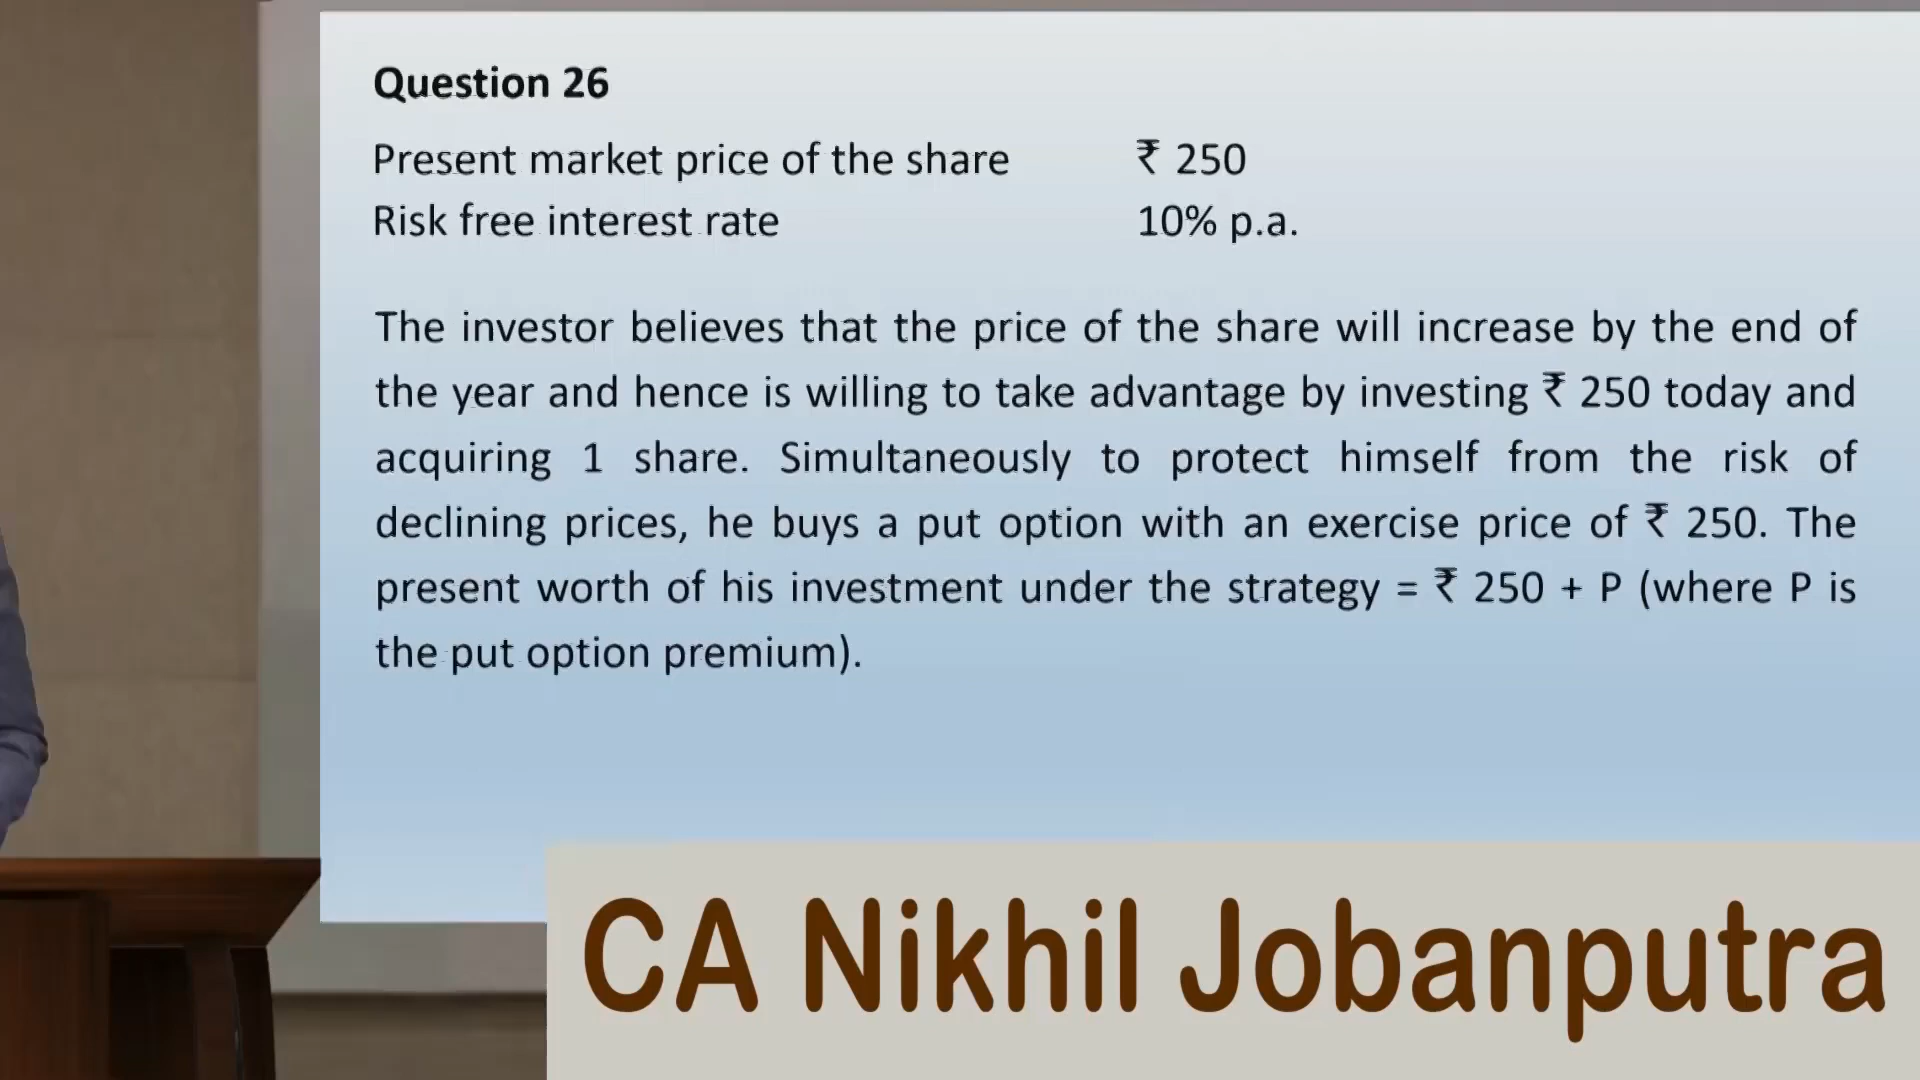 Question 26
Present market price of the share ₹ 250
Risk free interest rate 10% p.a.
The investor believes that the price of the share will increase by the end of
the year and hence is willing to take advantage by investing ₹ 250 today and
acquiring 1 share. Simultaneously to protect himself from the risk of
declining prices, he buys a put option with an exercise price of ₹ 250. The
present worth of his investment under the strategy = ₹ 250 + P (where P is
the put option premium).
CA Nikhil Jobanputra